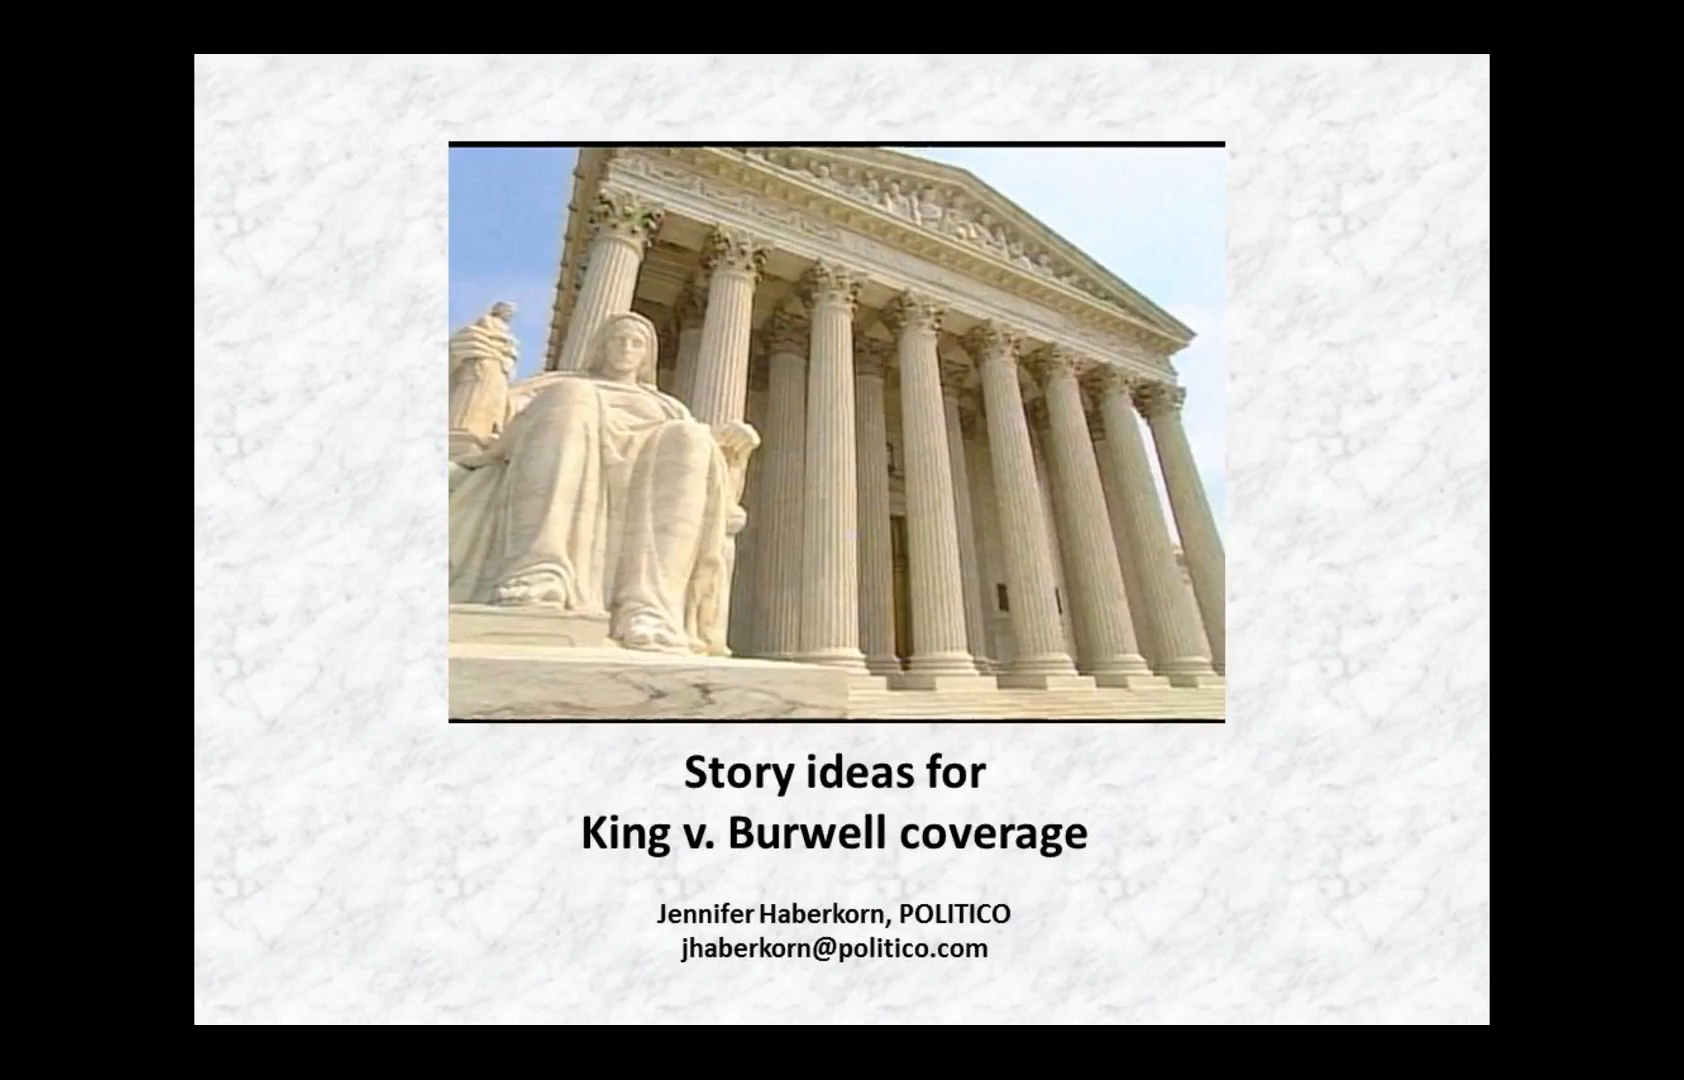 Story ideas for
King v. Burwell coverage
Jennifer Haberkorn, POLITICO
jhaberkorn@politico.com